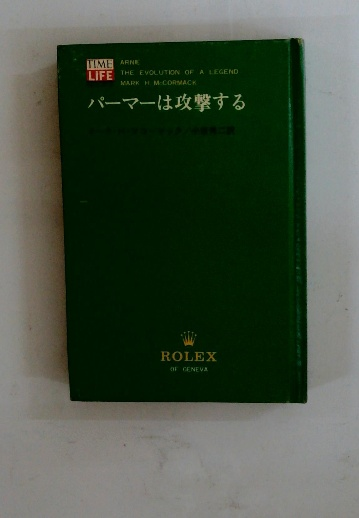 TIME
LIFE
ARNIE
THE EVOLUTION OF A LEGEND
MARK H. McCORMACK
パーマーは攻撃する
ROLEX
OF GENEVA